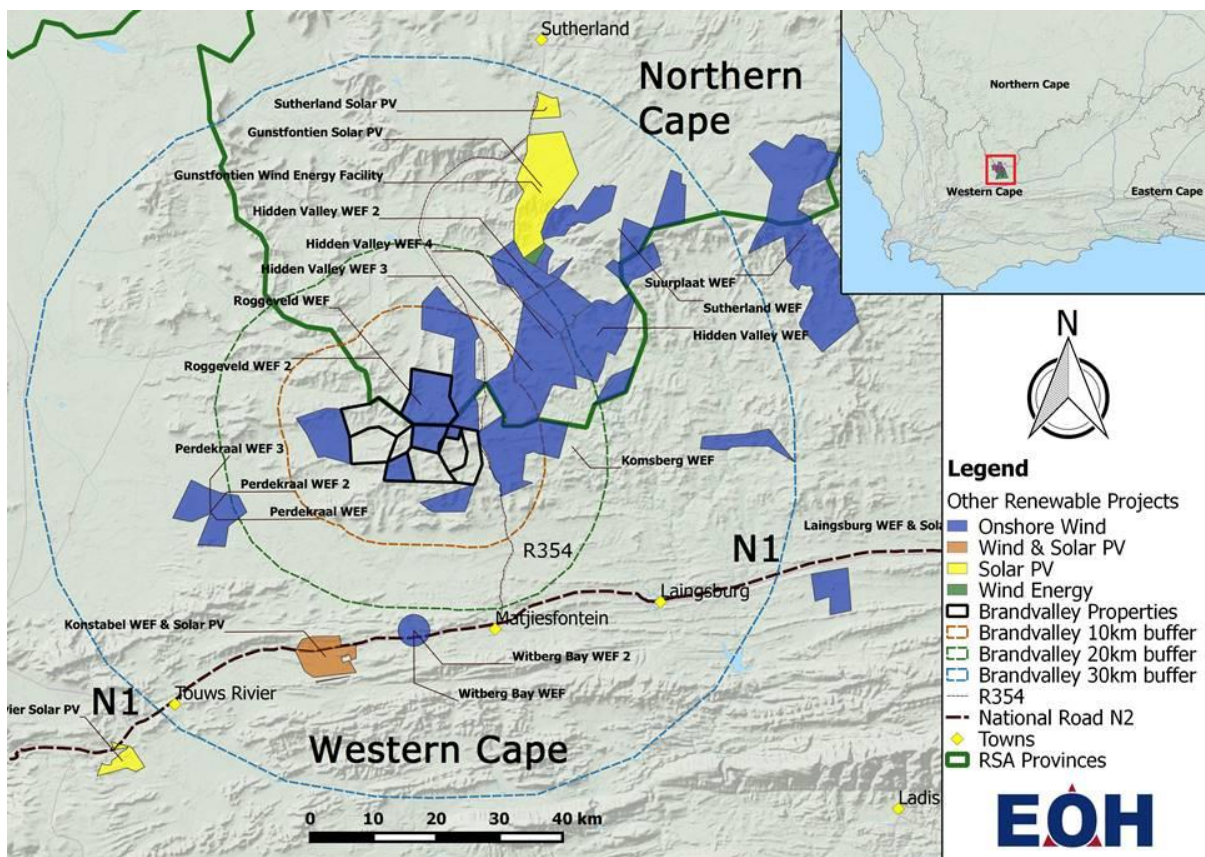 Sutherland
Northern
Cape
Sutherland Solar PV
Gunstfontien Solar PV
Gunstfontien Wind Energy Facility
Hidden Valley WEF 2
Hidden Valley WEF 4
Hidden Valley WEF 3
Roggeveld WEF
Roggeveld WEF 2
Suurplaat WEF
Sutherland WEF
Hidden Valley WEF
Perdekraal WEF 3
Perdekraal WEF 2
Perdekraal WEF
Komsberg WEF
R354
N1
Laingsburg WEF & Sola
Laingsburg
Matjiesfontein
Konstabel WEF & Solar PV
Witberg Bay WEF 2
Witberg Bay WEF
Touws Rivier
N1
vier Solar PV
Western Cape
Ladis
0 10 20 30 40 km
Northern Cape
Western Cape
Eastern Cape
N
Legend
Other Renewable Projects
Onshore Wind
Wind & Solar PV
Solar PV
Wind Energy
Brandvalley Properties
Brandvalley 10km buffer
Brandvalley 20km buffer
Brandvalley 30km buffer
R354
National Road N2
Towns
RSA Provinces
EOH